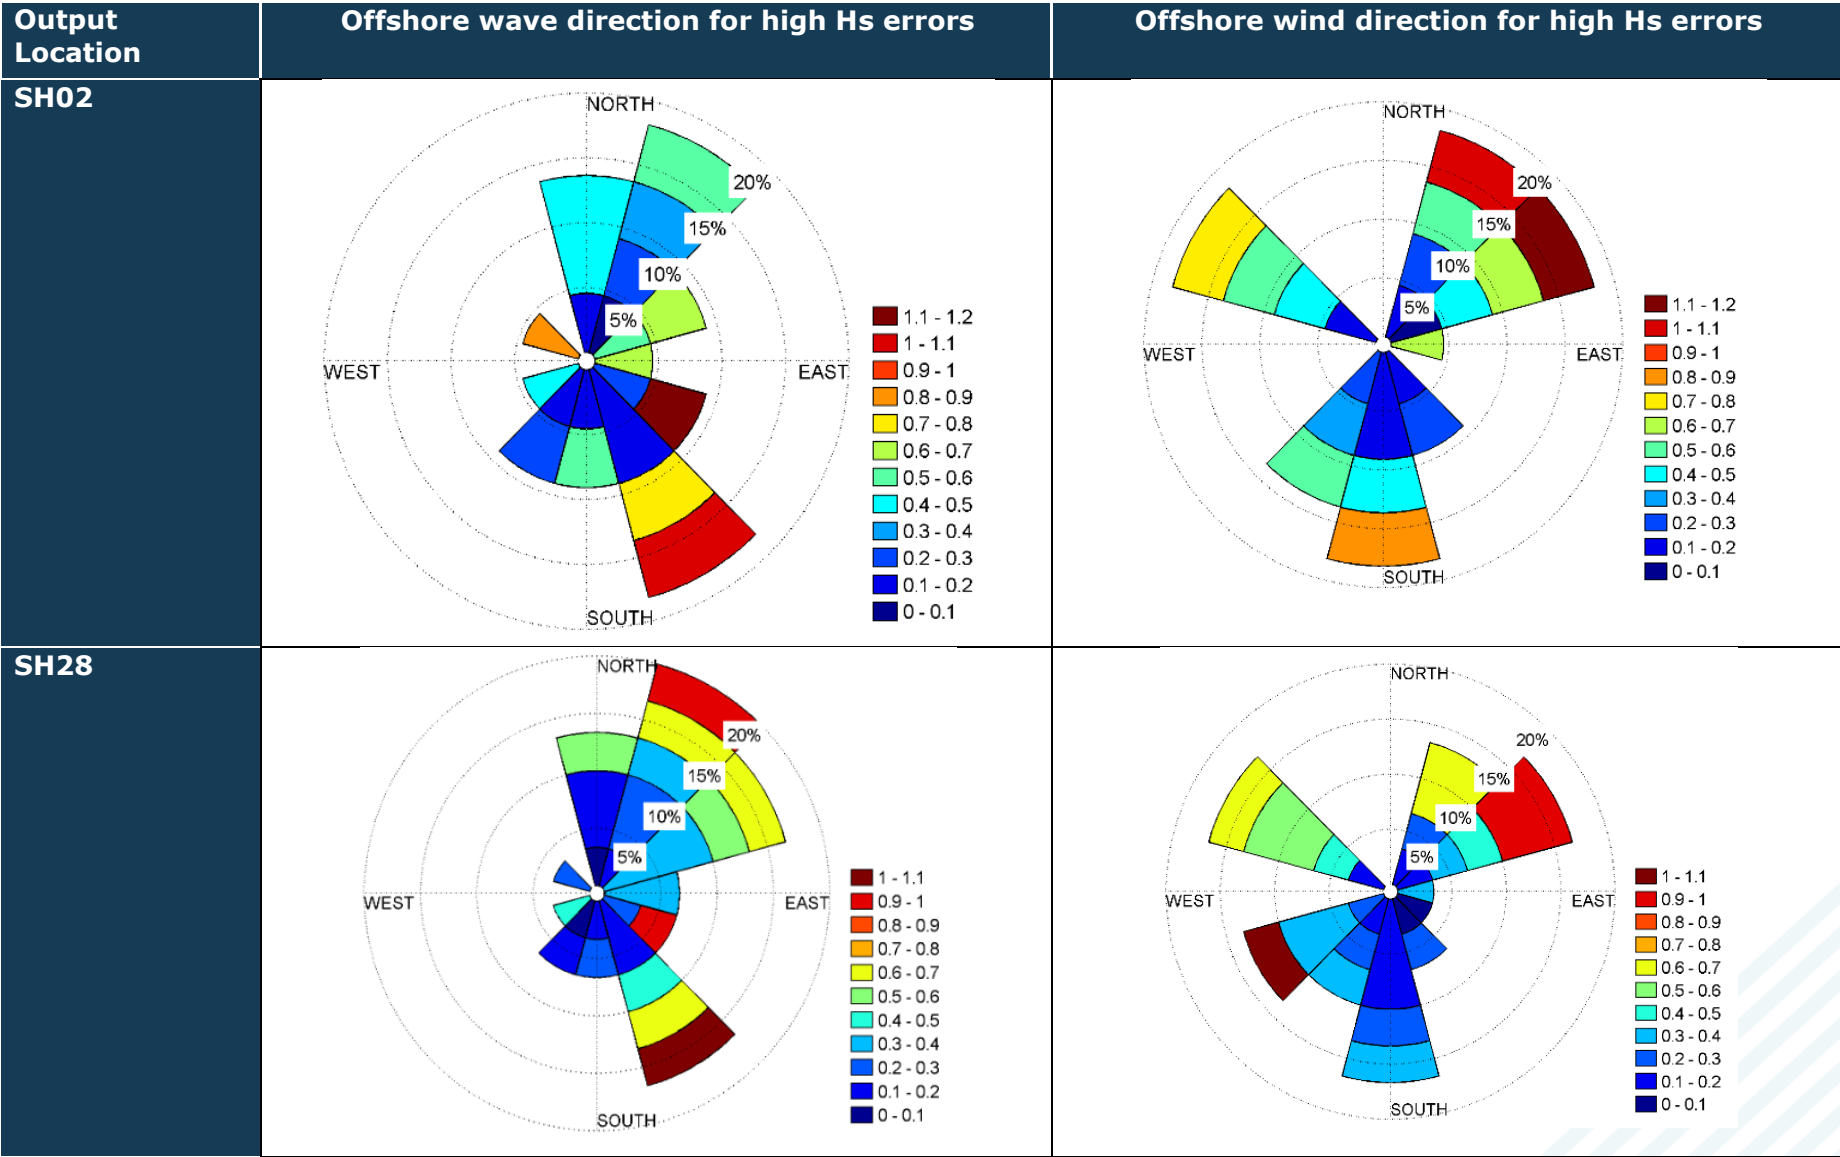 Output
Location
Offshore wave direction for high Hs errors
Offshore wind direction for high Hs errors
SH02
NORTH
20%
15%
10%
5%
WEST
EAST
SOUTH
1.1 - 1.2
1 - 1.1
0.9 - 1
0.8 - 0.9
0.7 - 0.8
0.6 - 0.7
0.5 - 0.6
0.4 - 0.5
0.3 - 0.4
0.2 - 0.3
0.1 - 0.2
0 - 0.1
NORTH
20%
15%
10%
5%
WEST
EAST
SOUTH
1.1 - 1.2
1 - 1.1
0.9 - 1
0.8 - 0.9
0.7 - 0.8
0.6 - 0.7
0.5 - 0.6
0.4 - 0.5
0.3 - 0.4
0.2 - 0.3
0.1 - 0.2
0 - 0.1
SH28
NORTH
20%
15%
10%
5%
WEST
EAST
SOUTH
1 - 1.1
0.9 - 1
0.8 - 0.9
0.7 - 0.8
0.6 - 0.7
0.5 - 0.6
0.4 - 0.5
0.3 - 0.4
0.2 - 0.3
0.1 - 0.2
0 - 0.1
NORTH
20%
15%
10%
5%
WEST
EAST
SOUTH
1 - 1.1
0.9 - 1
0.8 - 0.9
0.7 - 0.8
0.6 - 0.7
0.5 - 0.6
0.4 - 0.5
0.3 - 0.4
0.2 - 0.3
0.1 - 0.2
0 - 0.1